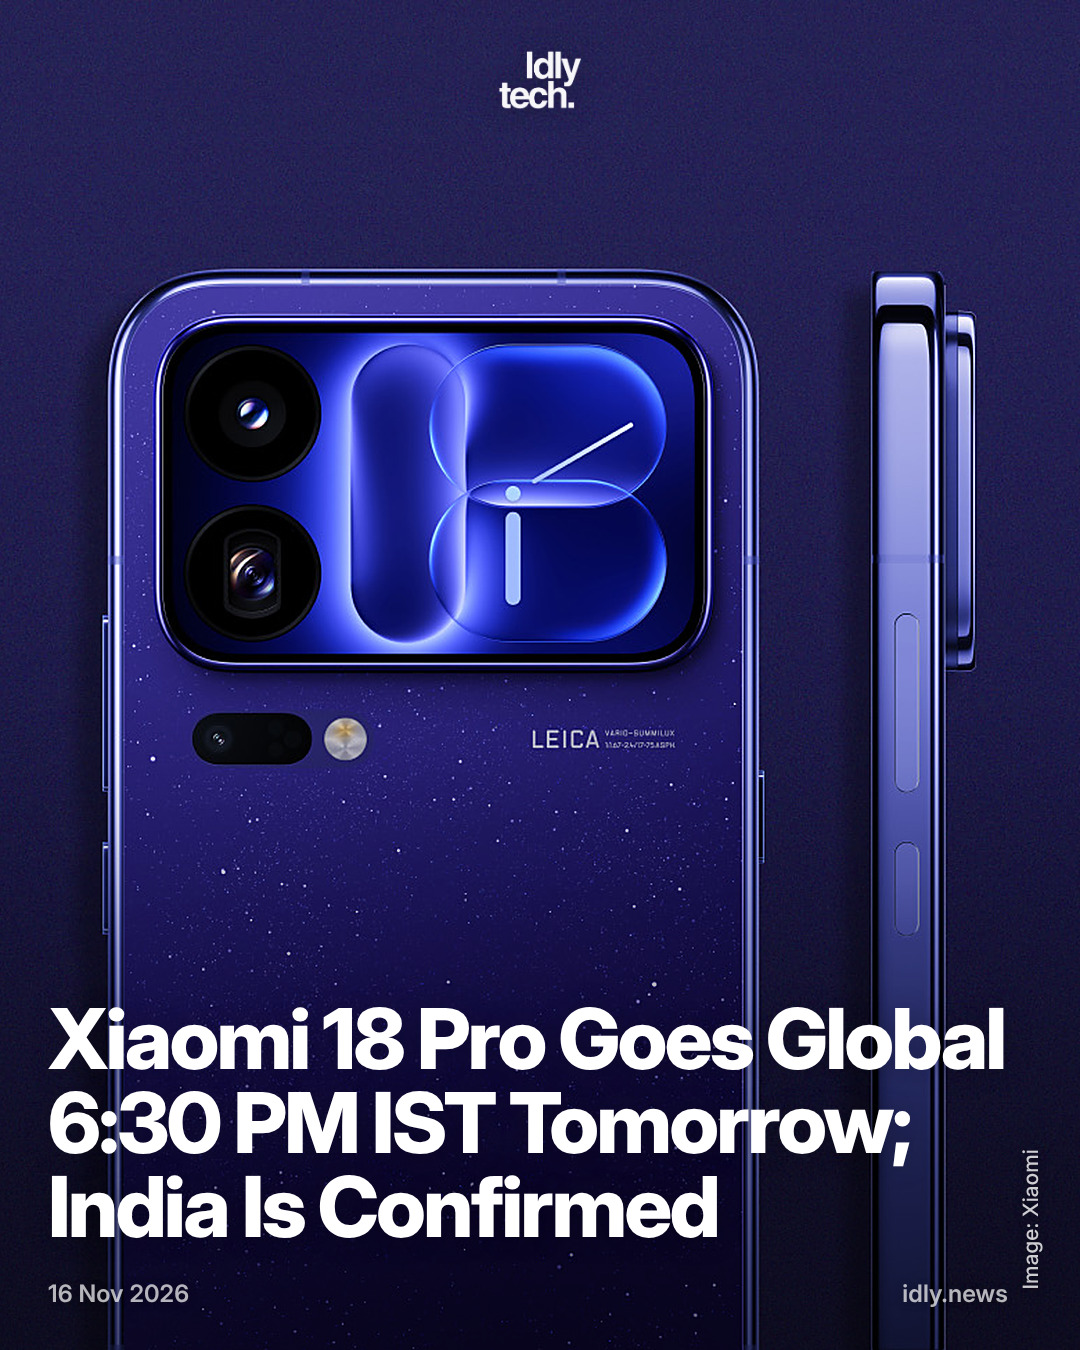 Idly
tech.
LEICA
VARIO-SUMMILUX
Xiaomi 18 Pro Goes Global
6:30 PM IST Tomorrow;
India Is Confirmed
Image: Xiaomi
16 Nov 2026
idly.news